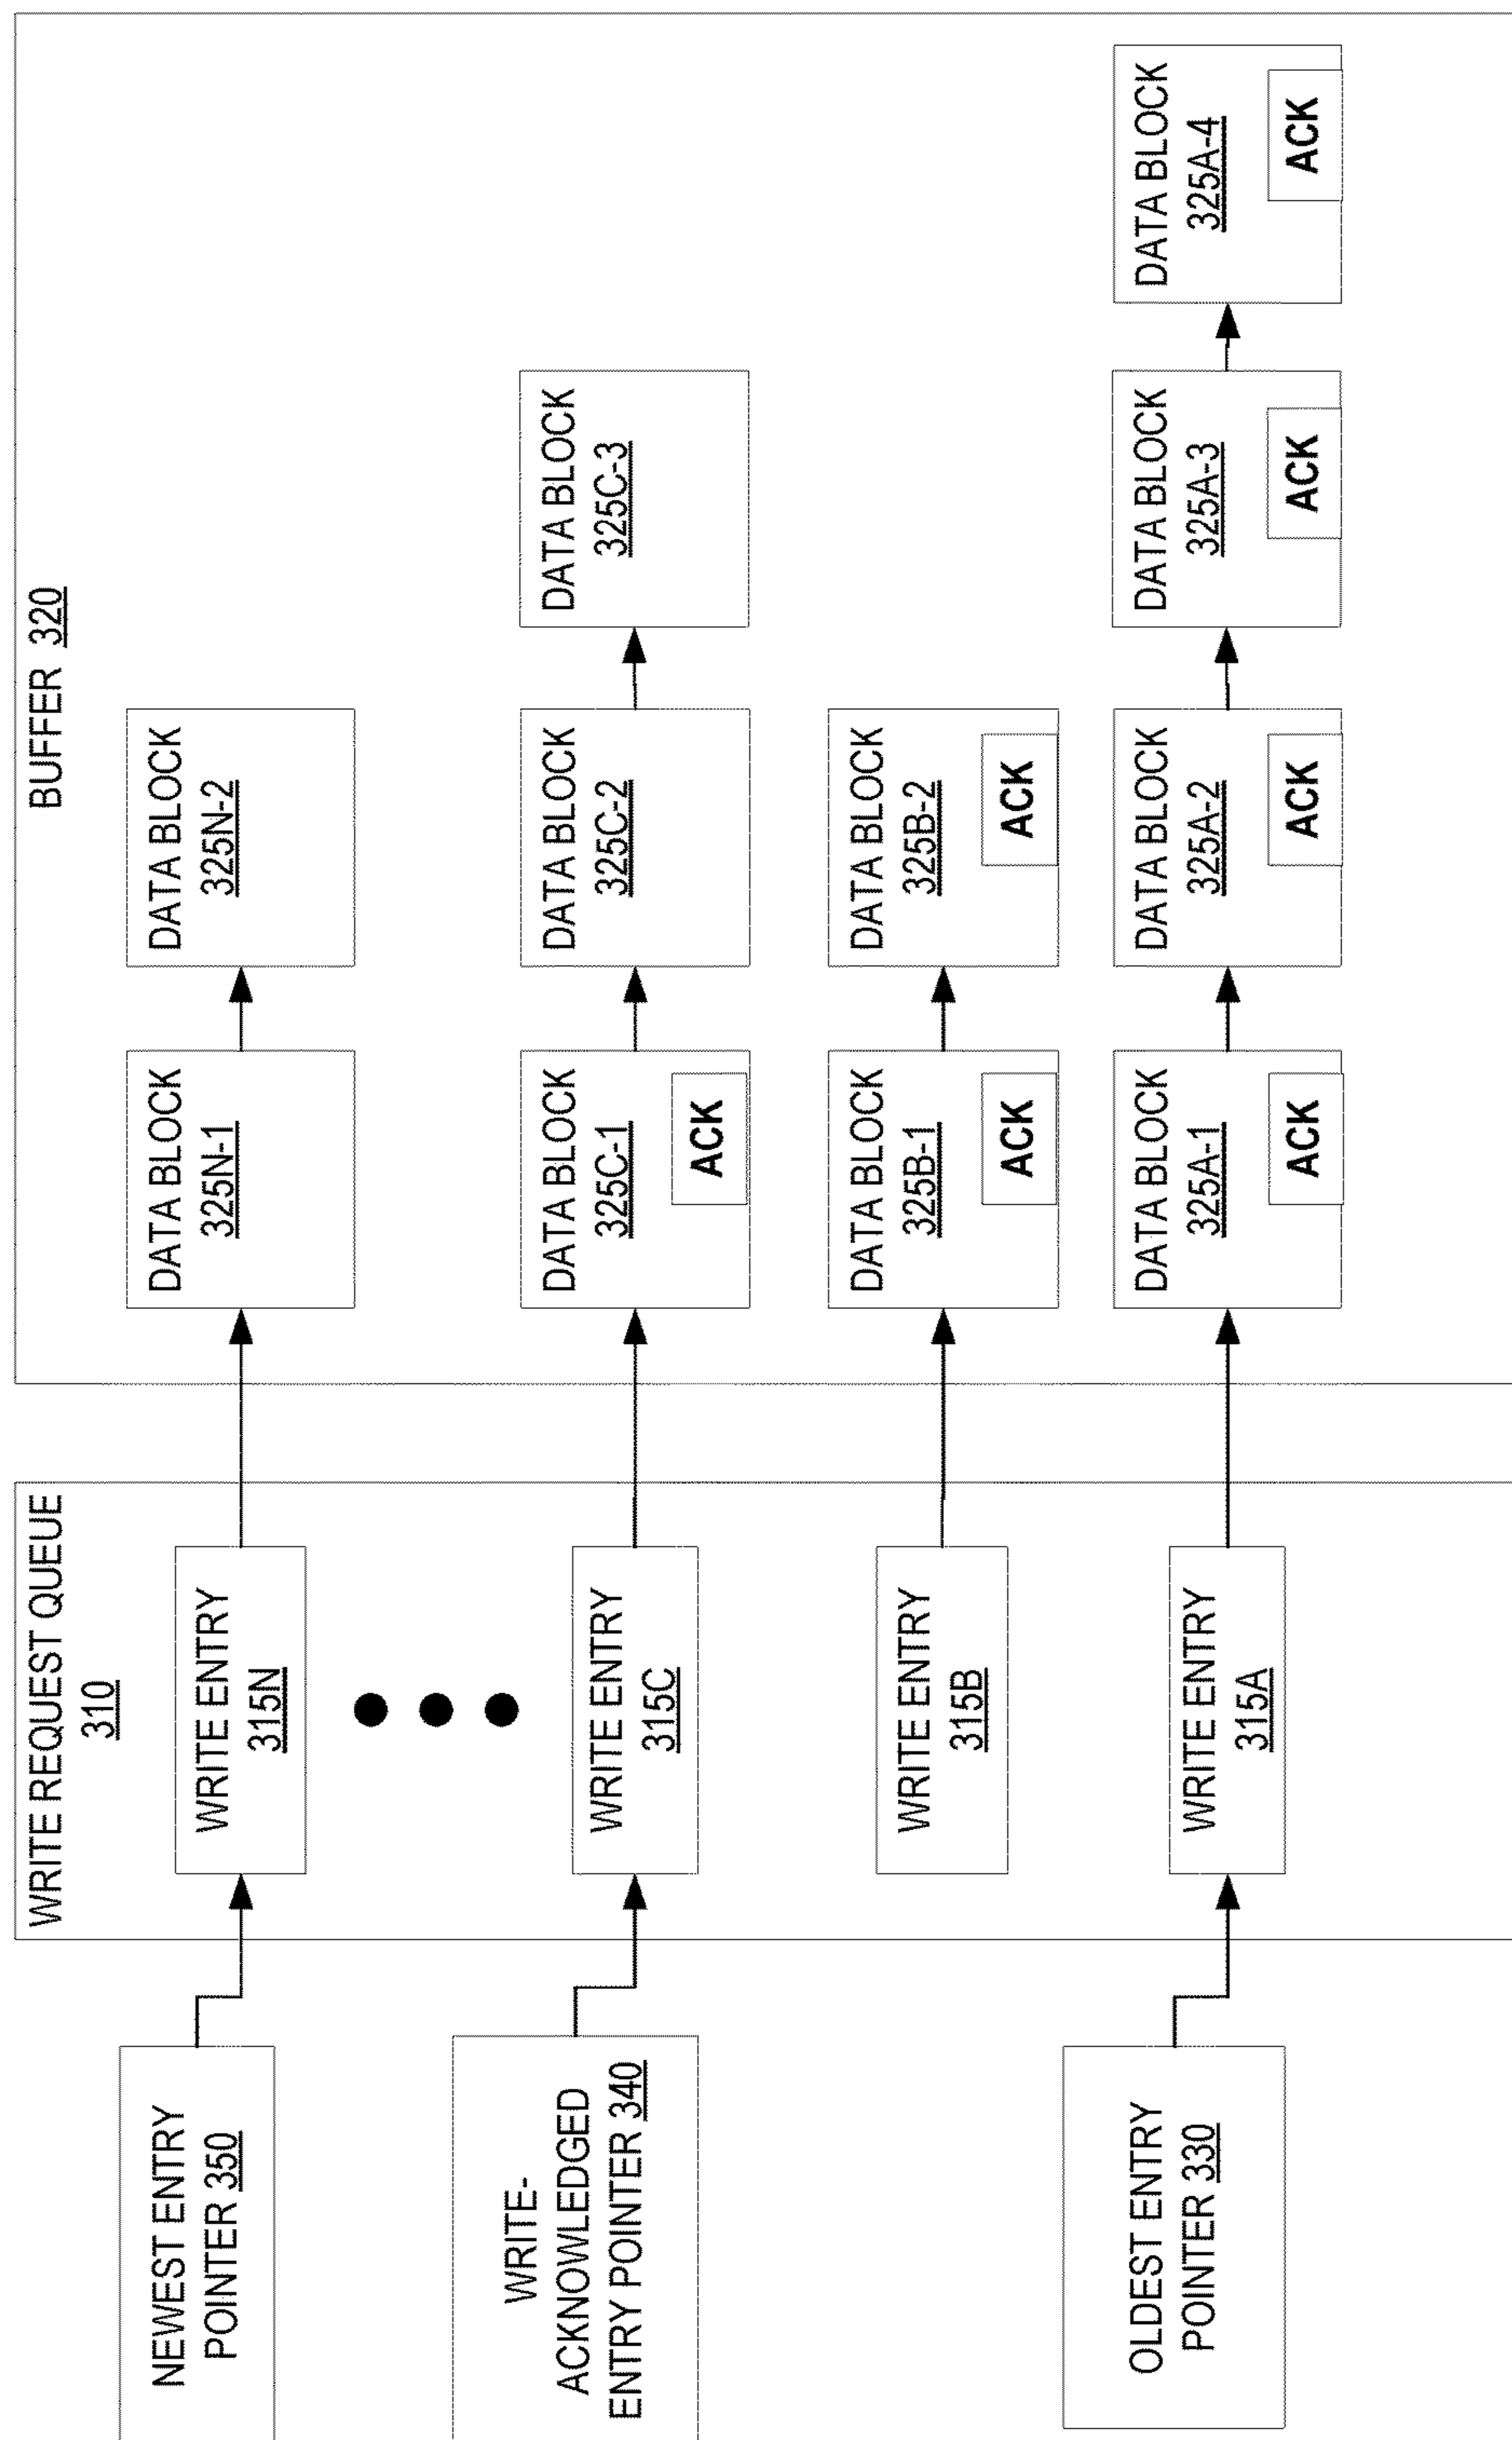 WRITE REQUEST QUEUE
310
BUFFER 320
NEWEST ENTRY
POINTER 350
WRITE ENTRY
315N
DATA BLOCK
325N-1
DATA BLOCK
325N-2
WRITE-
ACKNOWLEDGED
ENTRY POINTER 340
WRITE ENTRY
315C
DATA BLOCK
325C-1
ACK
DATA BLOCK
325C-2
DATA BLOCK
325C-3
WRITE ENTRY
315B
DATA BLOCK
325B-1
ACK
DATA BLOCK
325B-2
ACK
OLDEST ENTRY
POINTER 330
WRITE ENTRY
315A
DATA BLOCK
325A-1
ACK
DATA BLOCK
325A-2
ACK
DATA BLOCK
325A-3
ACK
DATA BLOCK
325A-4
ACK